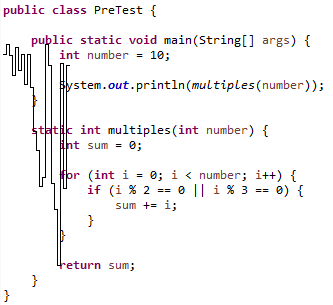 public class PreTest {
public static void main(String[] args) {
int number = 10;
System.out.println(multiples(number));
}
static int multiples(int number) {
int sum = 0;
for (int i = 0; i < number; i++) {
if (i % 2 == 0 || i % 3 == 0) {
sum += i;
}
}
return sum;
}
}